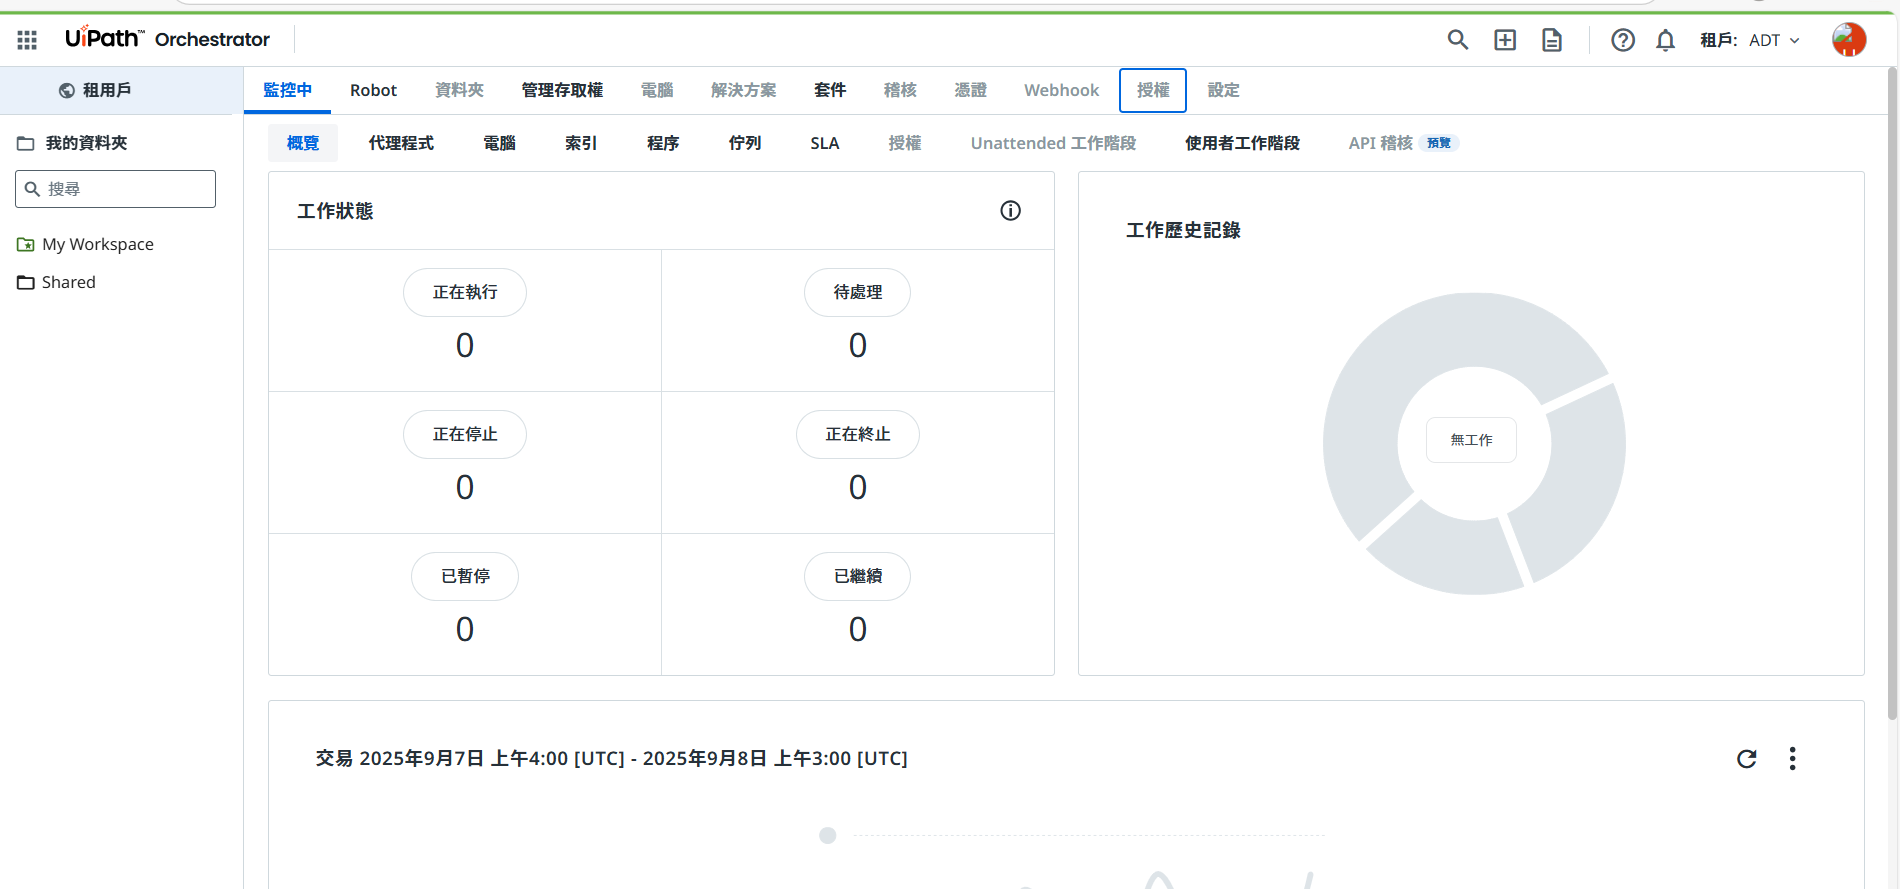 UiPath™ Orchestrator
租戶: ADT
租用戶
監控中 Robot 資料夾 管理存取權 電腦 解決方案 套件 稽核 憑證 Webhook 授權 設定
我的資料夾
概覽 代理程式 電腦 索引 程序 佇列 SLA 授權 Unattended 工作階段 使用者工作階段 API 稽核 預覽
搜尋
My Workspace
Shared
工作狀態
正在執行
0
待處理
0
正在停止
0
正在終止
0
已暫停
0
已繼續
0
工作歷史記錄
無工作
交易 2025年9月7日 上午4:00 [UTC] - 2025年9月8日 上午3:00 [UTC]